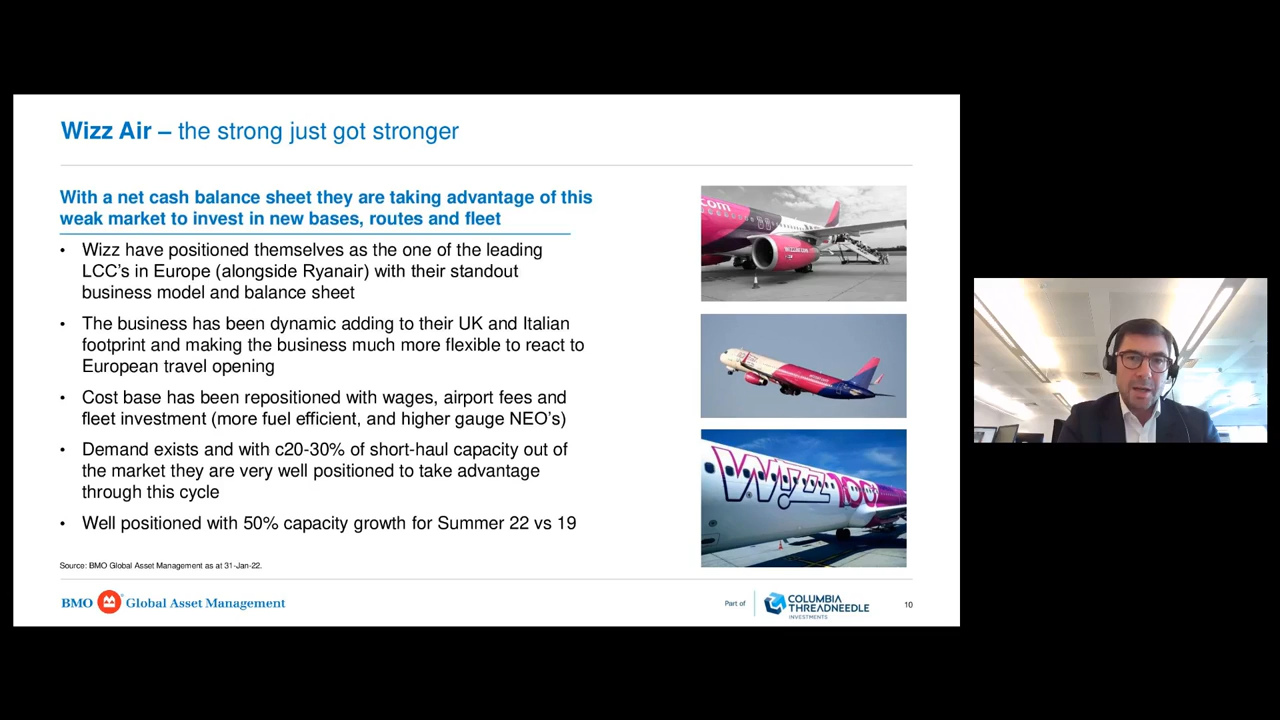 Wizz Air – the strong just got stronger
With a net cash balance sheet they are taking advantage of this
weak market to invest in new bases, routes and fleet
• Wizz have positioned themselves as the one of the leading
LCC's in Europe (alongside Ryanair) with their standout
business model and balance sheet
• The business has been dynamic adding to their UK and Italian
footprint and making the business much more flexible to react to
European travel opening
• Cost base has been repositioned with wages, airport fees and
fleet investment (more fuel efficient, and higher gauge NEO's)
• Demand exists and with c20-30% of short-haul capacity out of
the market they are very well positioned to take advantage
through this cycle
• Well positioned with 50% capacity growth for Summer 22 vs 19
.com
WIZZ 100
Source: BMO Global Asset Management as at 31-Jan-22.
BMO Global Asset Management
Part of
COLUMBIA
THREADNEEDLE
INVESTMENTS
10